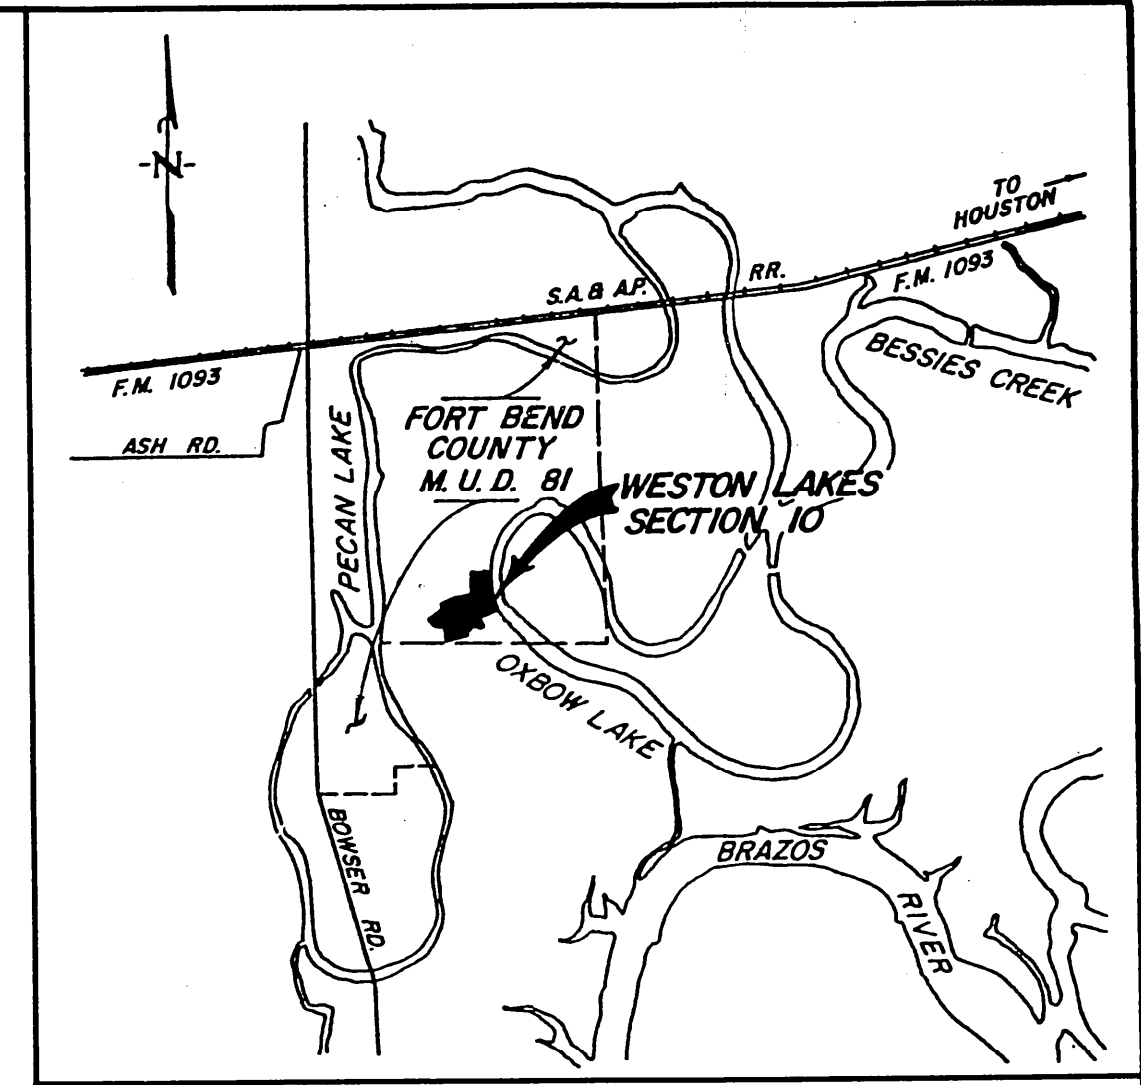 -N-
TO
HOUSTON
S.A. & A.P. RR.
F.M. 1093
F.M. 1093
BESSIES CREEK
ASH RD.
PECAN LAKE
FORT BEND
COUNTY
M. U. D. 81
WESTON LAKES
SECTION 10
OXBOW LAKE
BOWSER RD.
BRAZOS
RIVER